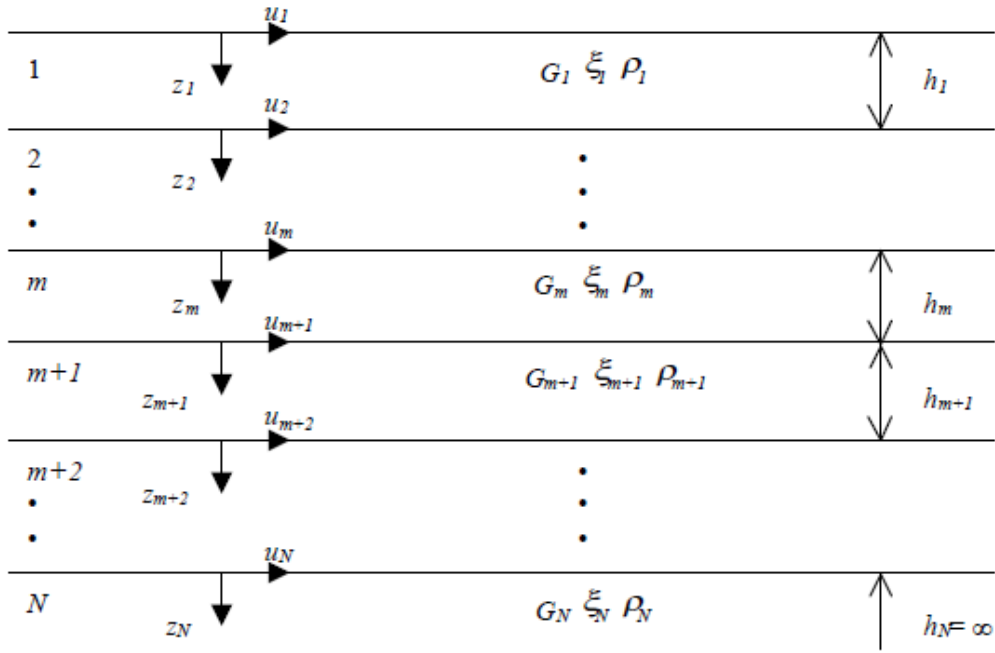 u1
1 z1 G1 ξ1 ρ1 h1
u2
2 z2
um
m zm Gm ξm ρm hm
um+1
m+1 zm+1 Gm+1 ξm+1 ρm+1 hm+1
um+2
m+2 zm+2
uN
N zN GN ξN ρN hN= ∞